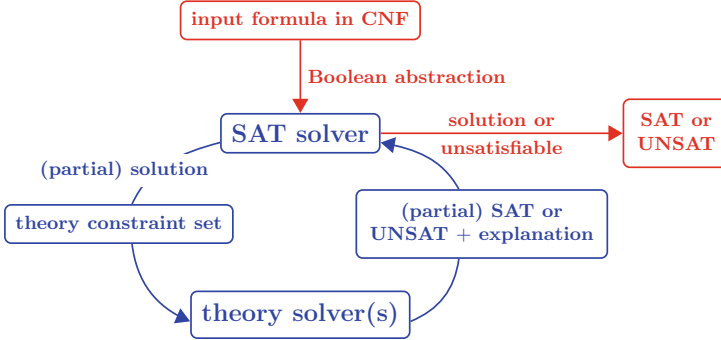 input formula in CNF
Boolean abstraction
SAT solver
solution or
unsatisfiable
SAT or
UNSAT
(partial) solution
theory constraint set
(partial) SAT or
UNSAT + explanation
theory solver(s)